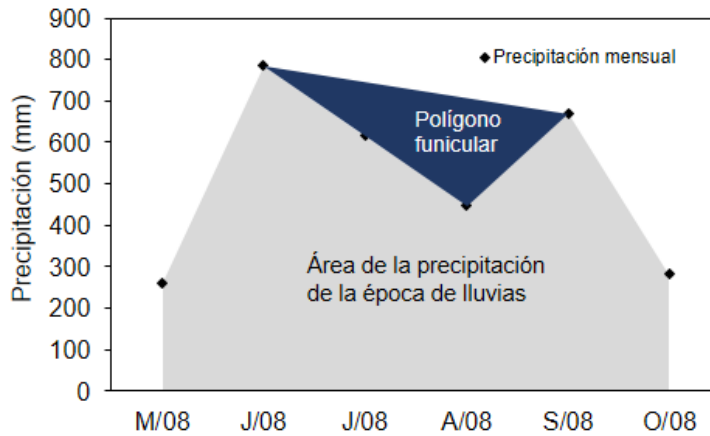 Precipitación (mm)
900
800
700
600
500
400
300
200
100
0
Precipitación mensual
Polígono
funicular
Área de la precipitación
de la época de lluvias
M/08 J/08 J/08 A/08 S/08 O/08